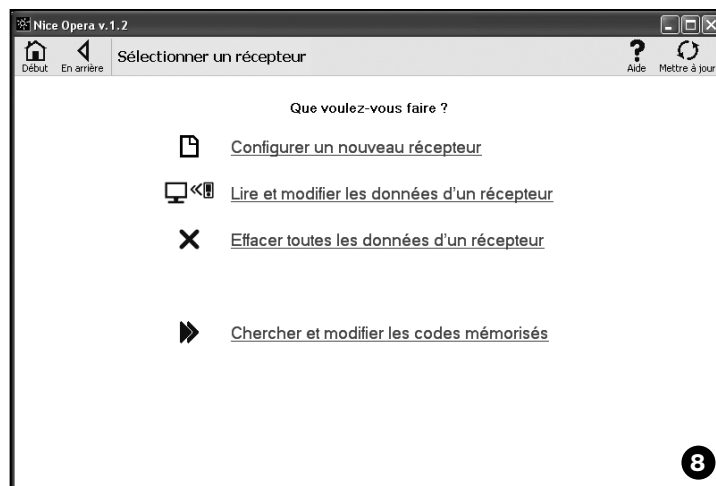 Nice Opera v.1.2
Début En arrière Sélectionner un récepteur Aide Mettre à jour
Que voulez-vous faire ?
Configurer un nouveau récepteur
Lire et modifier les données d'un récepteur
Effacer toutes les données d'un récepteur
Chercher et modifier les codes mémorisés
8